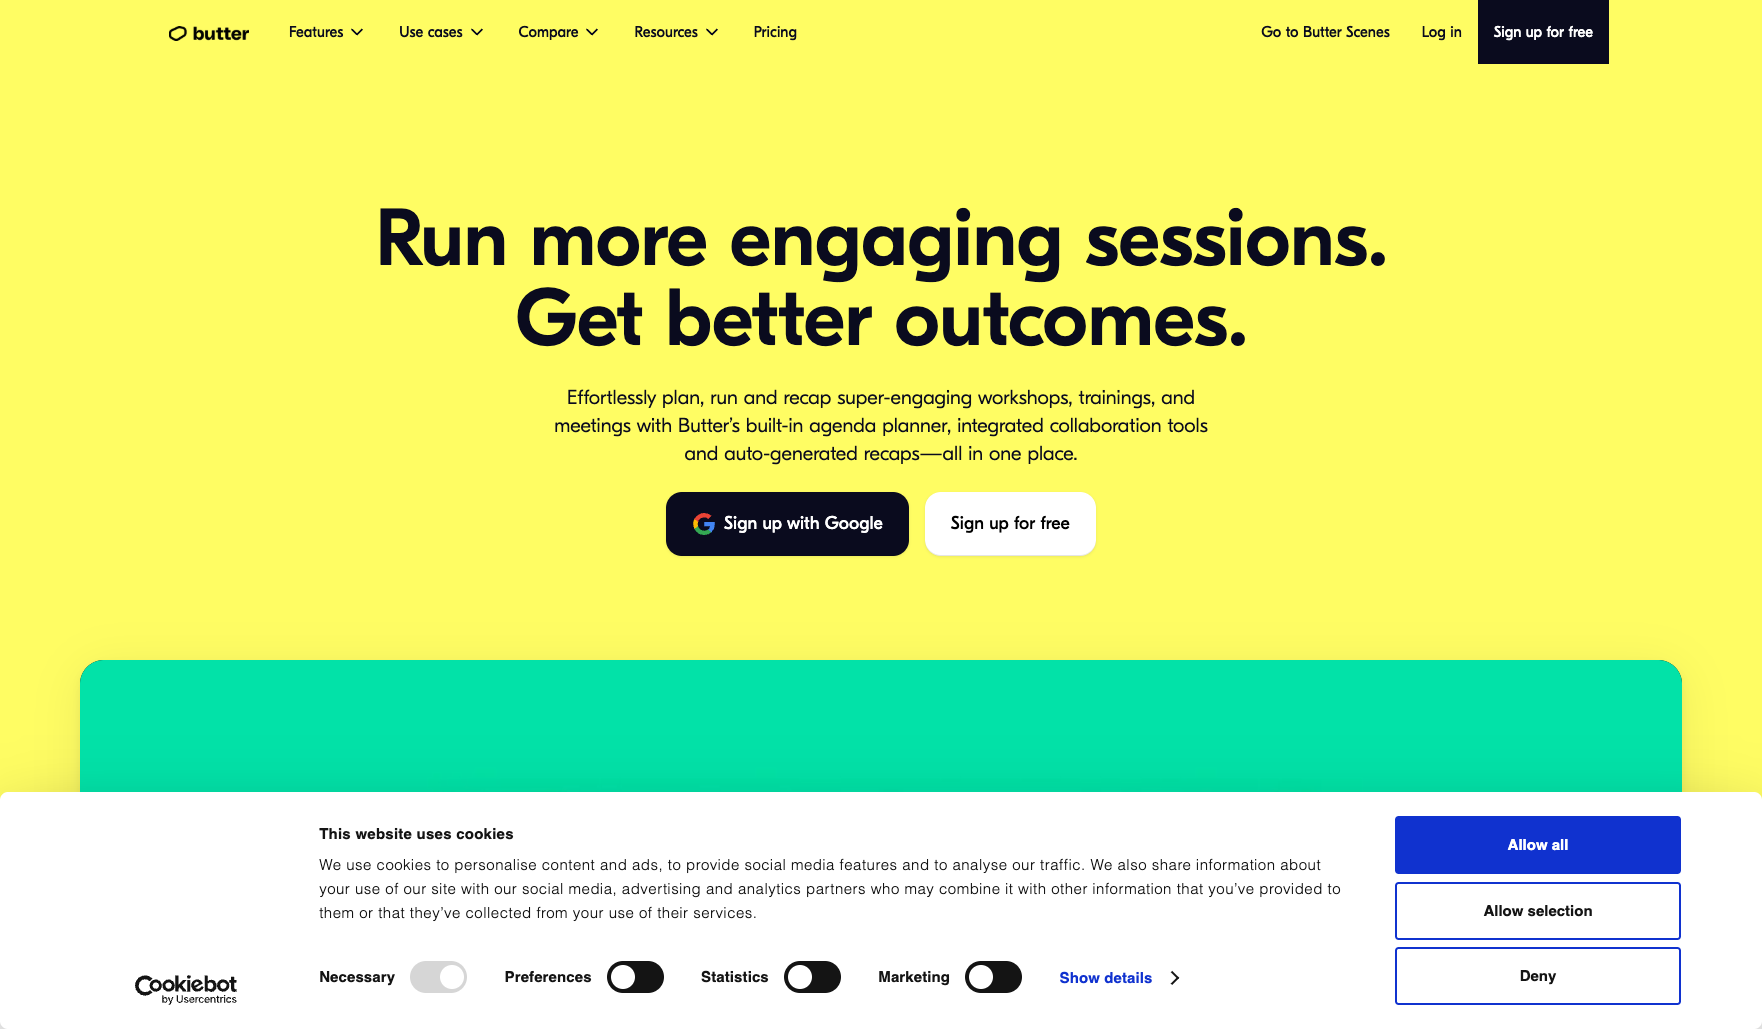 butter
Features
Use cases
Compare
Resources
Pricing
Go to Butter Scenes
Log in
Sign up for free
Run more engaging sessions.
Get better outcomes.
Effortlessly plan, run and recap super-engaging workshops, trainings, and
meetings with Butter’s built-in agenda planner, integrated collaboration tools
and auto-generated recaps—all in one place.
Sign up with Google
Sign up for free
This website uses cookies
We use cookies to personalise content and ads, to provide social media features and to analyse our traffic. We also share information about
your use of our site with our social media, advertising and analytics partners who may combine it with other information that you’ve provided to
them or that they’ve collected from your use of their services.
Allow all
Allow selection
Deny
Necessary
Preferences
Statistics
Marketing
Show details
Cookiebot
by Usercentrics